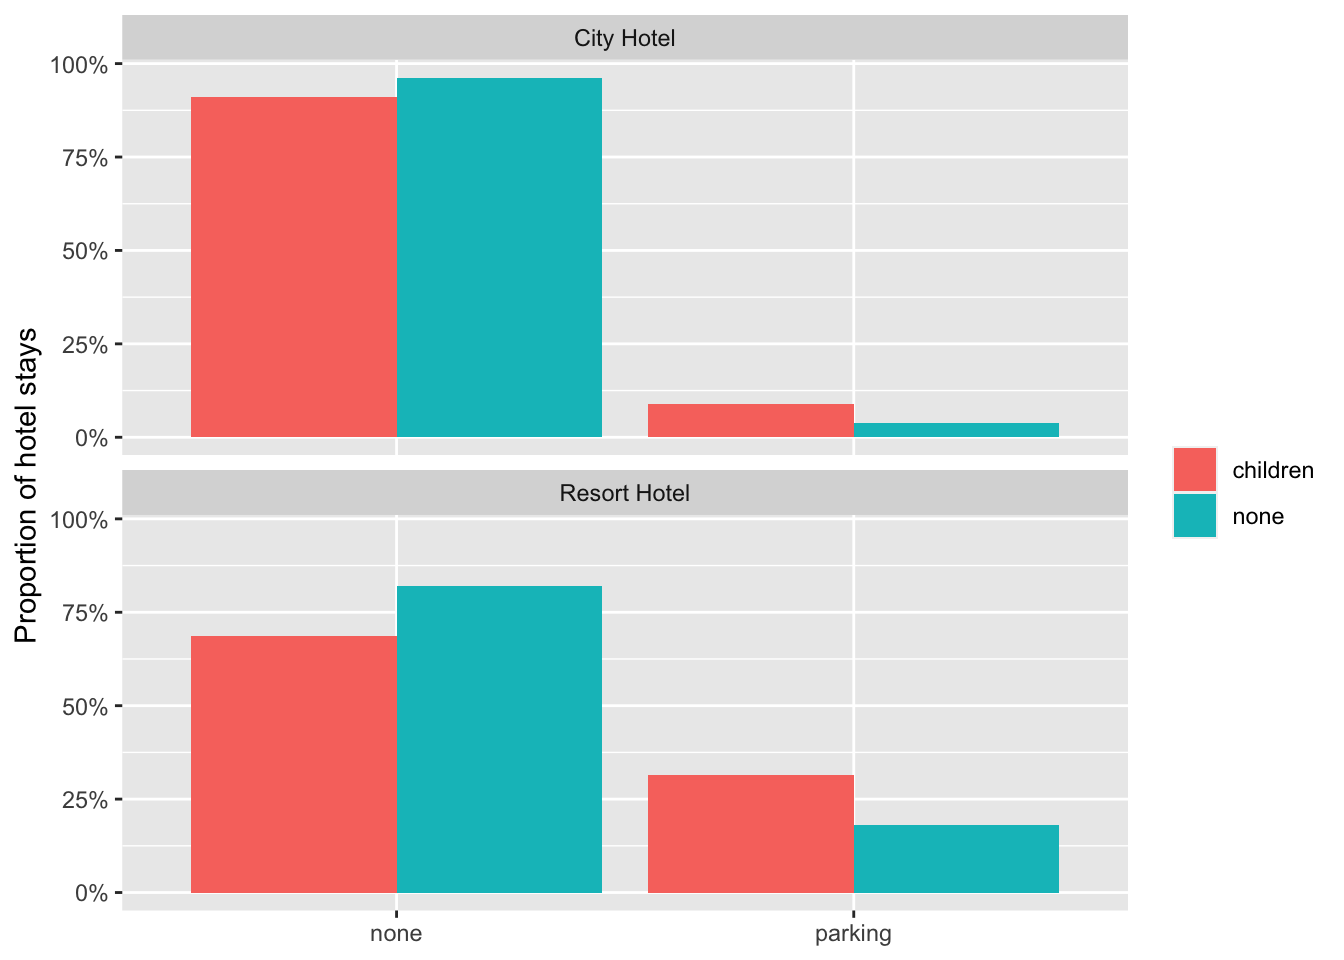 City Hotel
100%
75%
50%
25%
0%
Resort Hotel
100%
75%
50%
25%
0%
none
parking
Proportion of hotel stays
children
none